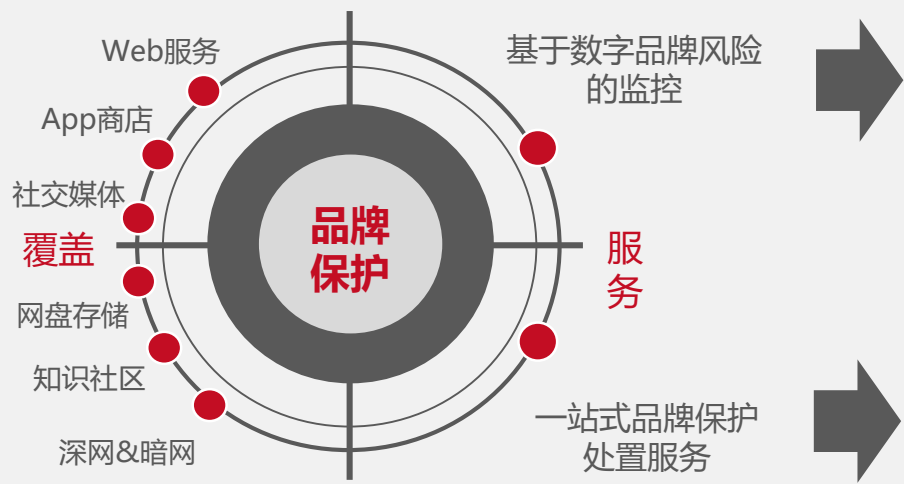 Web服务
App商店
社交媒体
覆盖
网盘存储
知识社区
深网&暗网
品牌
保护
基于数字品牌风险
的监控
服
务
一站式品牌保护
处置服务